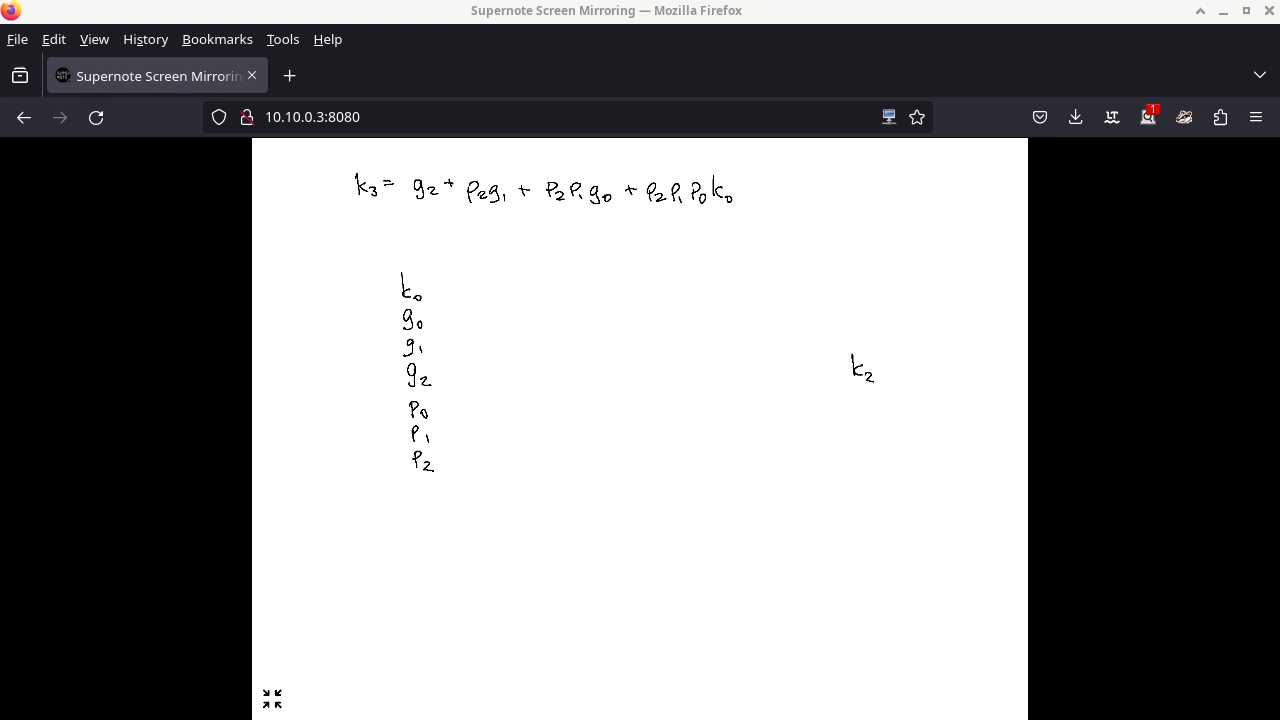 Supernote Screen Mirroring — Mozilla Firefox
File Edit View History Bookmarks Tools Help
Supernote Screen Mirrorin
10.10.0.3:8080
1
k₃ = g₂ + p₂g₁ + p₂p₁g₀ + p₂p₁p₀k₀
k₀
g₀
g₁
k₂
g₂
p₀
p₁
p₂